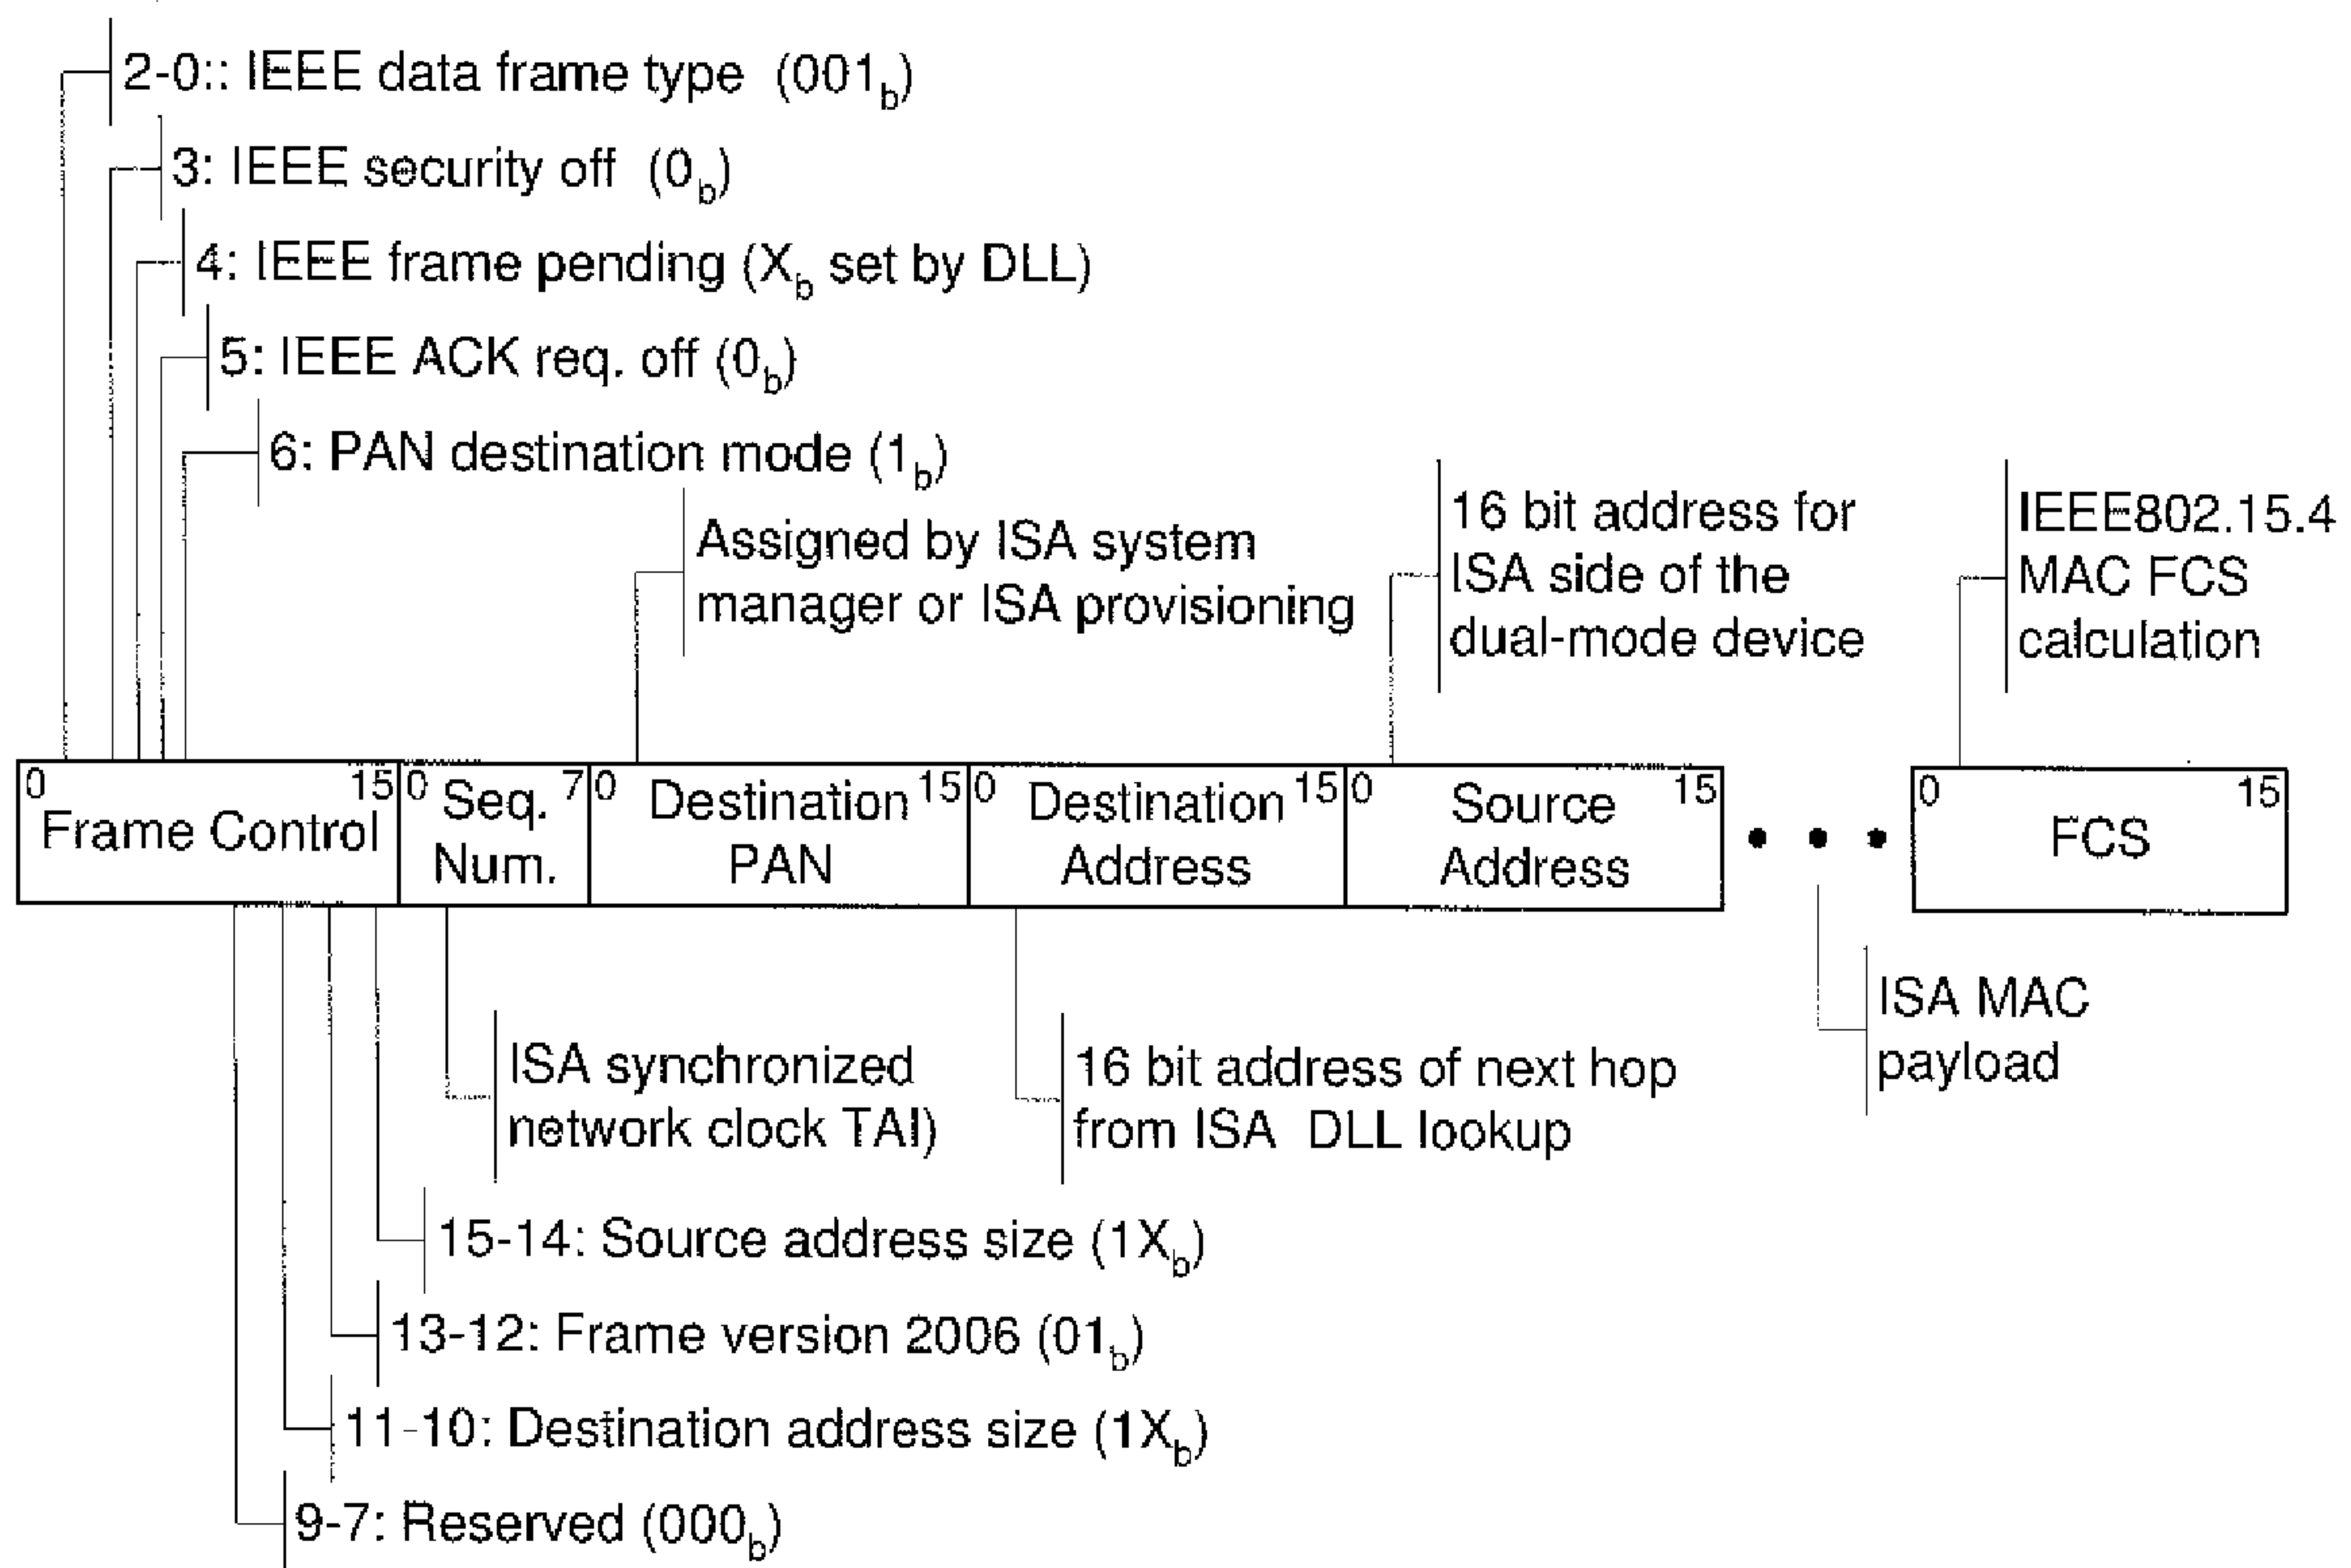 2-0:: IEEE data frame type (001b)
3: IEEE security off (0b)
4: IEEE frame pending (Xb set by DLL)
5: IEEE ACK req. off (0b)
6: PAN destination mode (1b)
Assigned by ISA system
manager or ISA provisioning
16 bit address for
ISA side of the
dual-mode device
IEEE802.15.4
MAC FCS
calculation
0 15
Frame Control
0 7
Seq.
Num.
0 15
Destination
PAN
0 15
Destination
Address
0 15
Source
Address
0 15
FCS
ISA MAC
payload
ISA synchronized
network clock TAI)
16 bit address of next hop
from ISA DLL lookup
15-14: Source address size (1Xb)
13-12: Frame version 2006 (01b)
11-10: Destination address size (1Xb)
9-7: Reserved (000b)